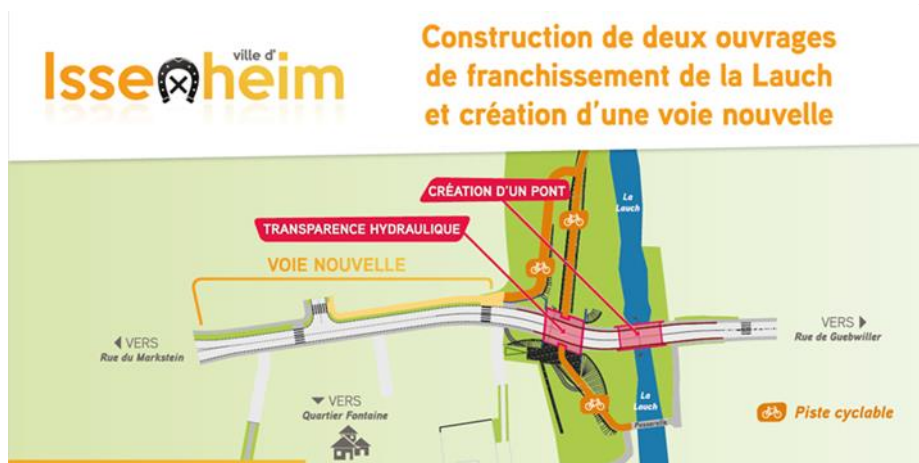 ville d'
Issenheim
Construction de deux ouvrages
de franchissement de la Lauch
et création d'une voie nouvelle
CRÉATION D'UN PONT
TRANSPARENCE HYDRAULIQUE
VOIE NOUVELLE
La
Lauch
VERS
Rue du Markstein
VERS
Rue de Guebwiller
VERS
Quartier Fontaine
La
Lauch
Passerelle
Piste cyclable